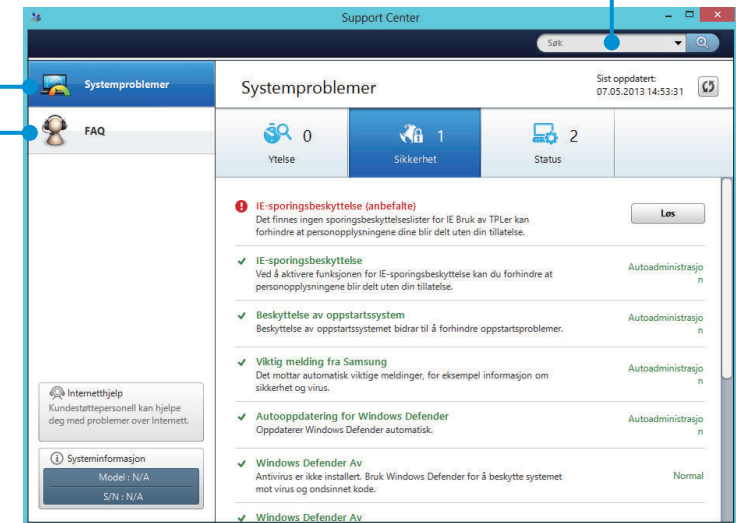 Support Center
Søk
Systemproblemer
FAQ
Systemproblemer
Sist oppdatert:
07.05.2013 14:53:31
0
Ytelse
1
Sikkerhet
2
Status
IE-sporingsbeskyttelse (anbefalte)
Det finnes ingen sporingsbeskyttelseslister for IE Bruk av TPLer kan
forhindre at personopplysningene dine blir delt uten din tillatelse.
Løs
IE-sporingsbeskyttelse
Ved å aktivere funksjonen for IE-sporingsbeskyttelse kan du forhindre at
personopplysningene blir delt uten din tillatelse.
Autoadministrasjo
n
Beskyttelse av oppstartssystem
Beskyttelse av oppstartssystemet bidrar til å forhindre oppstartsproblemer.
Autoadministrasjo
n
Viktig melding fra Samsung
Det mottar automatisk viktige meldinger, for eksempel informasjon om
sikkerhet og virus.
Autoadministrasjo
n
Autooppdatering for Windows Defender
Oppdaterer Windows Defender automatisk.
Autoadministrasjo
n
Windows Defender Av
Antivirus er ikke installert. Bruk Windows Defender for å beskytte systemet
mot virus og ondsinnet kode.
Normal
Windows Defender Av
Internetthjelp
Kundestøttepersonell kan hjelpe
deg med problemer over Internett.
Systeminformasjon
Model : N/A
S/N : N/A